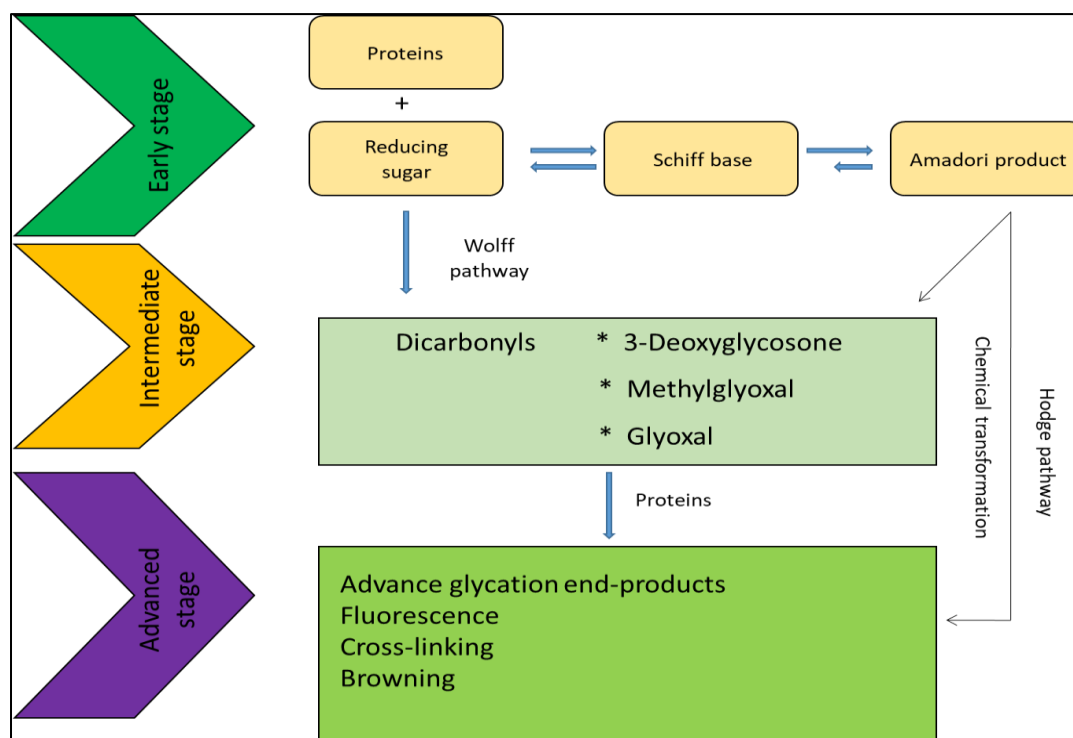 Early stage
Proteins
+
Reducing
sugar
Schiff base
Amadori product
Wolff
pathway
Intermediate
stage
Dicarbonyls * 3-Deoxyglycosone
* Methylglyoxal
* Glyoxal
Chemical transformation
Hodge pathway
Proteins
Advanced
stage
Advance glycation end-products
Fluorescence
Cross-linking
Browning